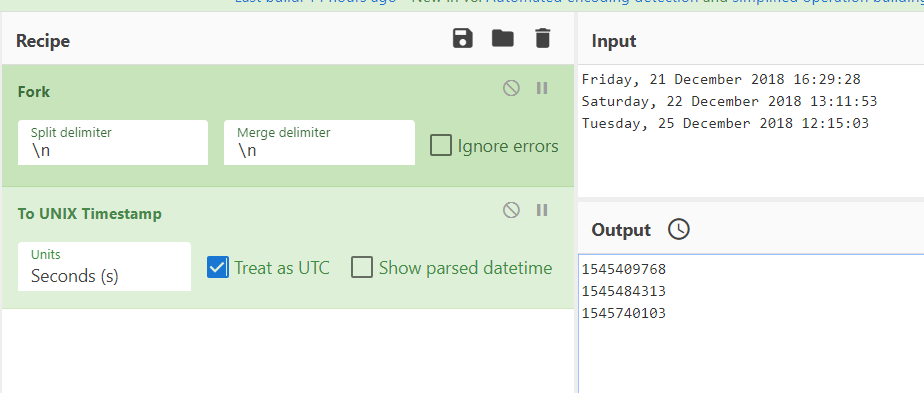 Last build: 14 hours ago - New in v8: Automated encoding detection and simplified operation building
Recipe
Fork
Split delimiter
\n
Merge delimiter
\n
Ignore errors
To UNIX Timestamp
Units
Seconds (s)
Treat as UTC
Show parsed datetime
Input
Friday, 21 December 2018 16:29:28
Saturday, 22 December 2018 13:11:53
Tuesday, 25 December 2018 12:15:03
Output
1545409768
1545484313
1545740103